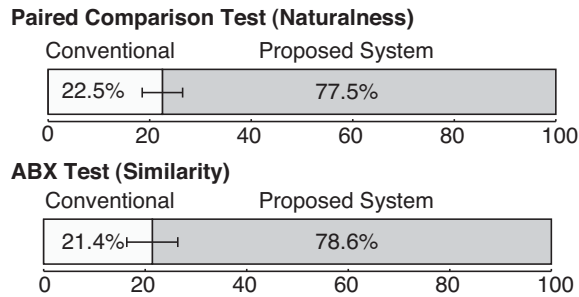 Paired Comparison Test (Naturalness)
Conventional Proposed System
22.5% 77.5%
0 20 40 60 80 100
ABX Test (Similarity)
Conventional Proposed System
21.4% 78.6%
0 20 40 60 80 100